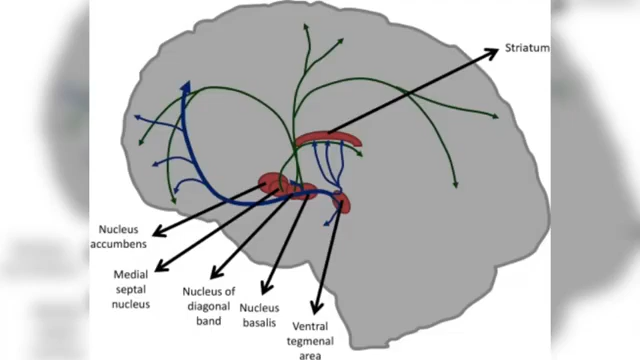 Striatum
Nucleus
accumbens
Medial
septal
nucleus
Nucleus of
diagonal
band
Nucleus
basalis
Ventral
tegmenal
area